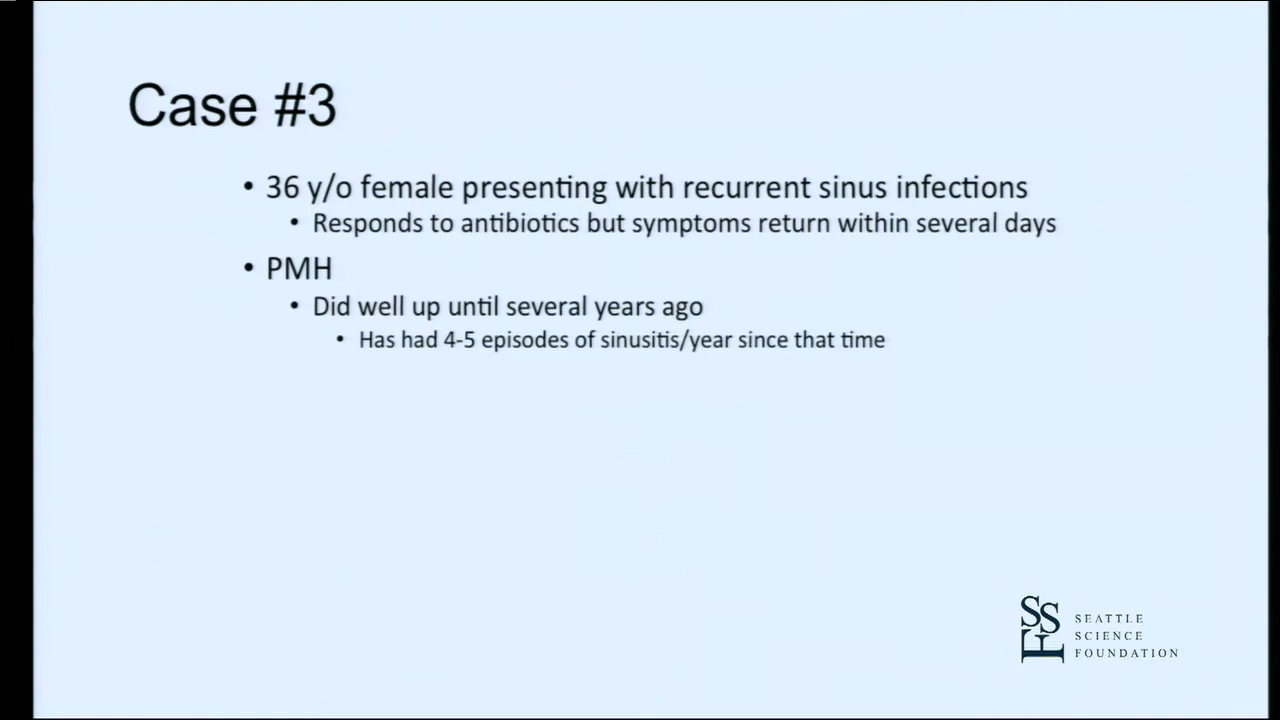 Case #3
• 36 y/o female presenting with recurrent sinus infections
• Responds to antibiotics but symptoms return within several days
• PMH
• Did well up until several years ago
• Has had 4-5 episodes of sinusitis/year since that time
SSF
SEATTLE
SCIENCE
FOUNDATION